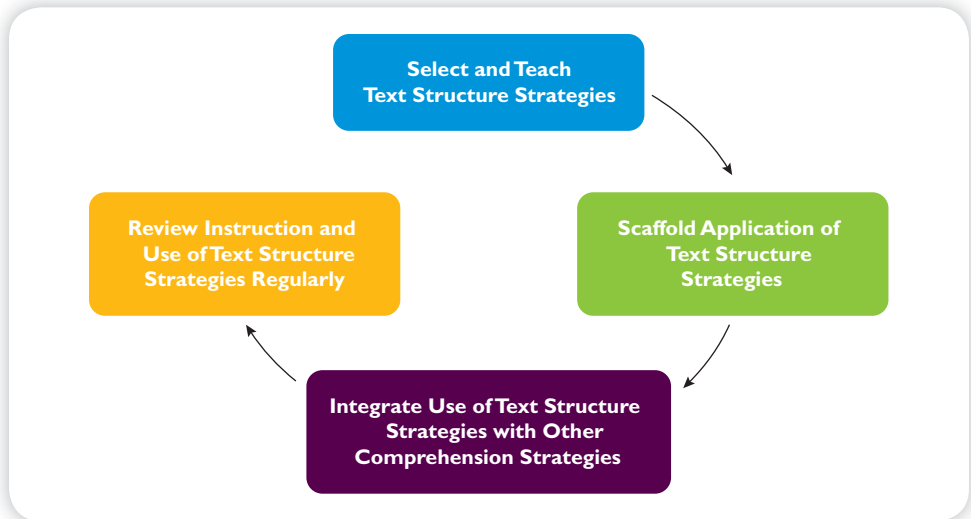 Select and Teach
Text Structure Strategies
Scaffold Application of
Text Structure
Strategies
Integrate Use of Text Structure
Strategies with Other
Comprehension Strategies
Review Instruction and
Use of Text Structure
Strategies Regularly